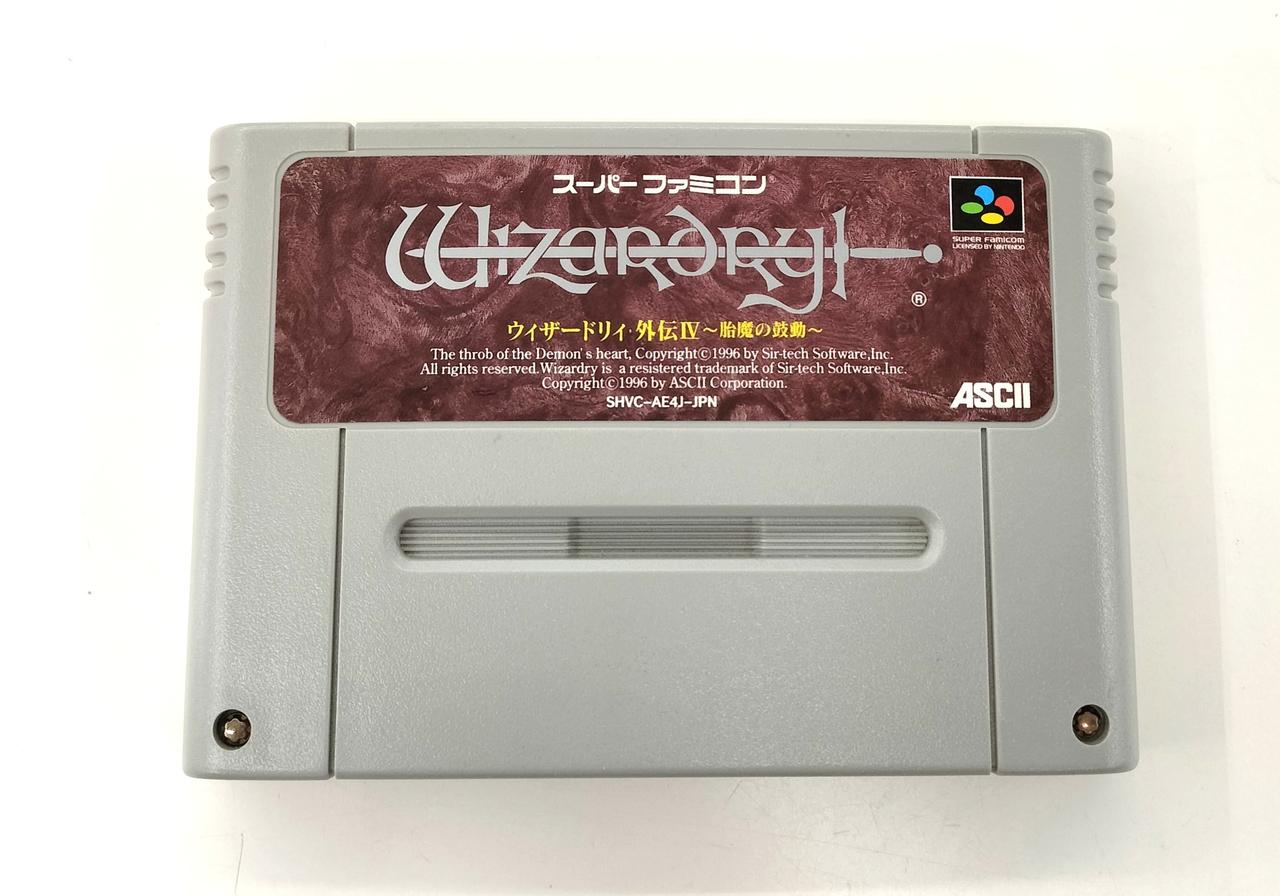 スーパーファミコン
Wizardry
®
SUPER FAMICOM
LICENSED BY NINTENDO
ウィザードリィ・外伝IV～胎魔の鼓動～
The throb of the Demon's heart, Copyright©1996 by Sir-tech Software,Inc.
All rights reserved.Wizardry is a resistered trademark of Sir-tech Software,Inc.
Copyright©1996 by ASCII Corporation.
SHVC-AE4J-JPN
ASCII